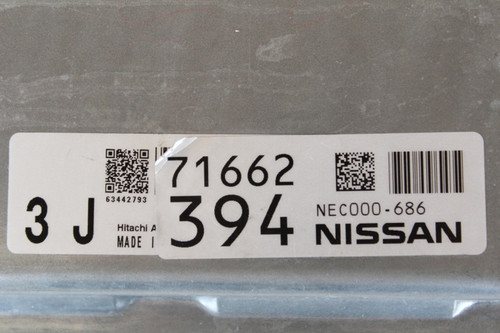 63442793
3 J
Hitachi A
MADE I
71662
394
NEC000-686
NISSAN